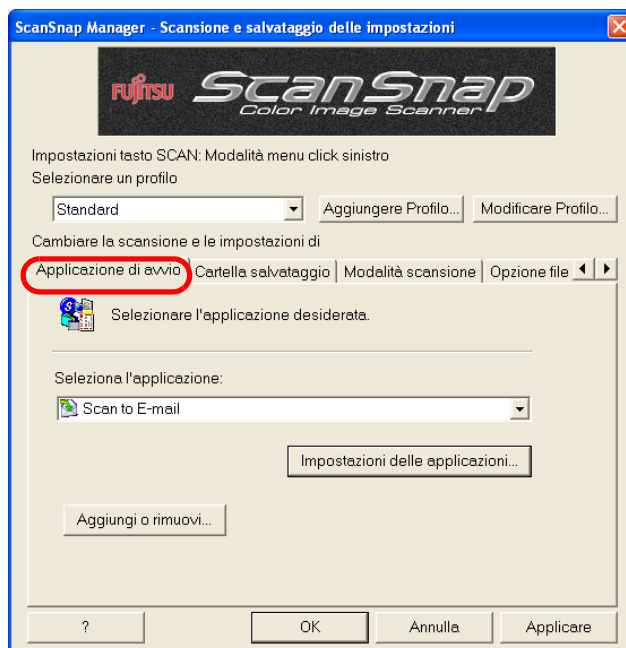 ScanSnap Manager - Scansione e salvataggio delle impostazioni
FUJITSU ScanSnap
Color Image Scanner
Impostazioni tasto SCAN: Modalità menu click sinistro
Selezionare un profilo
Standard Aggiungere Profilo... Modificare Profilo...
Cambiare la scansione e le impostazioni di
Applicazione di avvio Cartella salvataggio Modalità scansione Opzione file
Selezionare l'applicazione desiderata.
Seleziona l'applicazione:
Scan to E-mail
Impostazioni delle applicazioni...
Aggiungi o rimuovi...
? OK Annulla Applicare